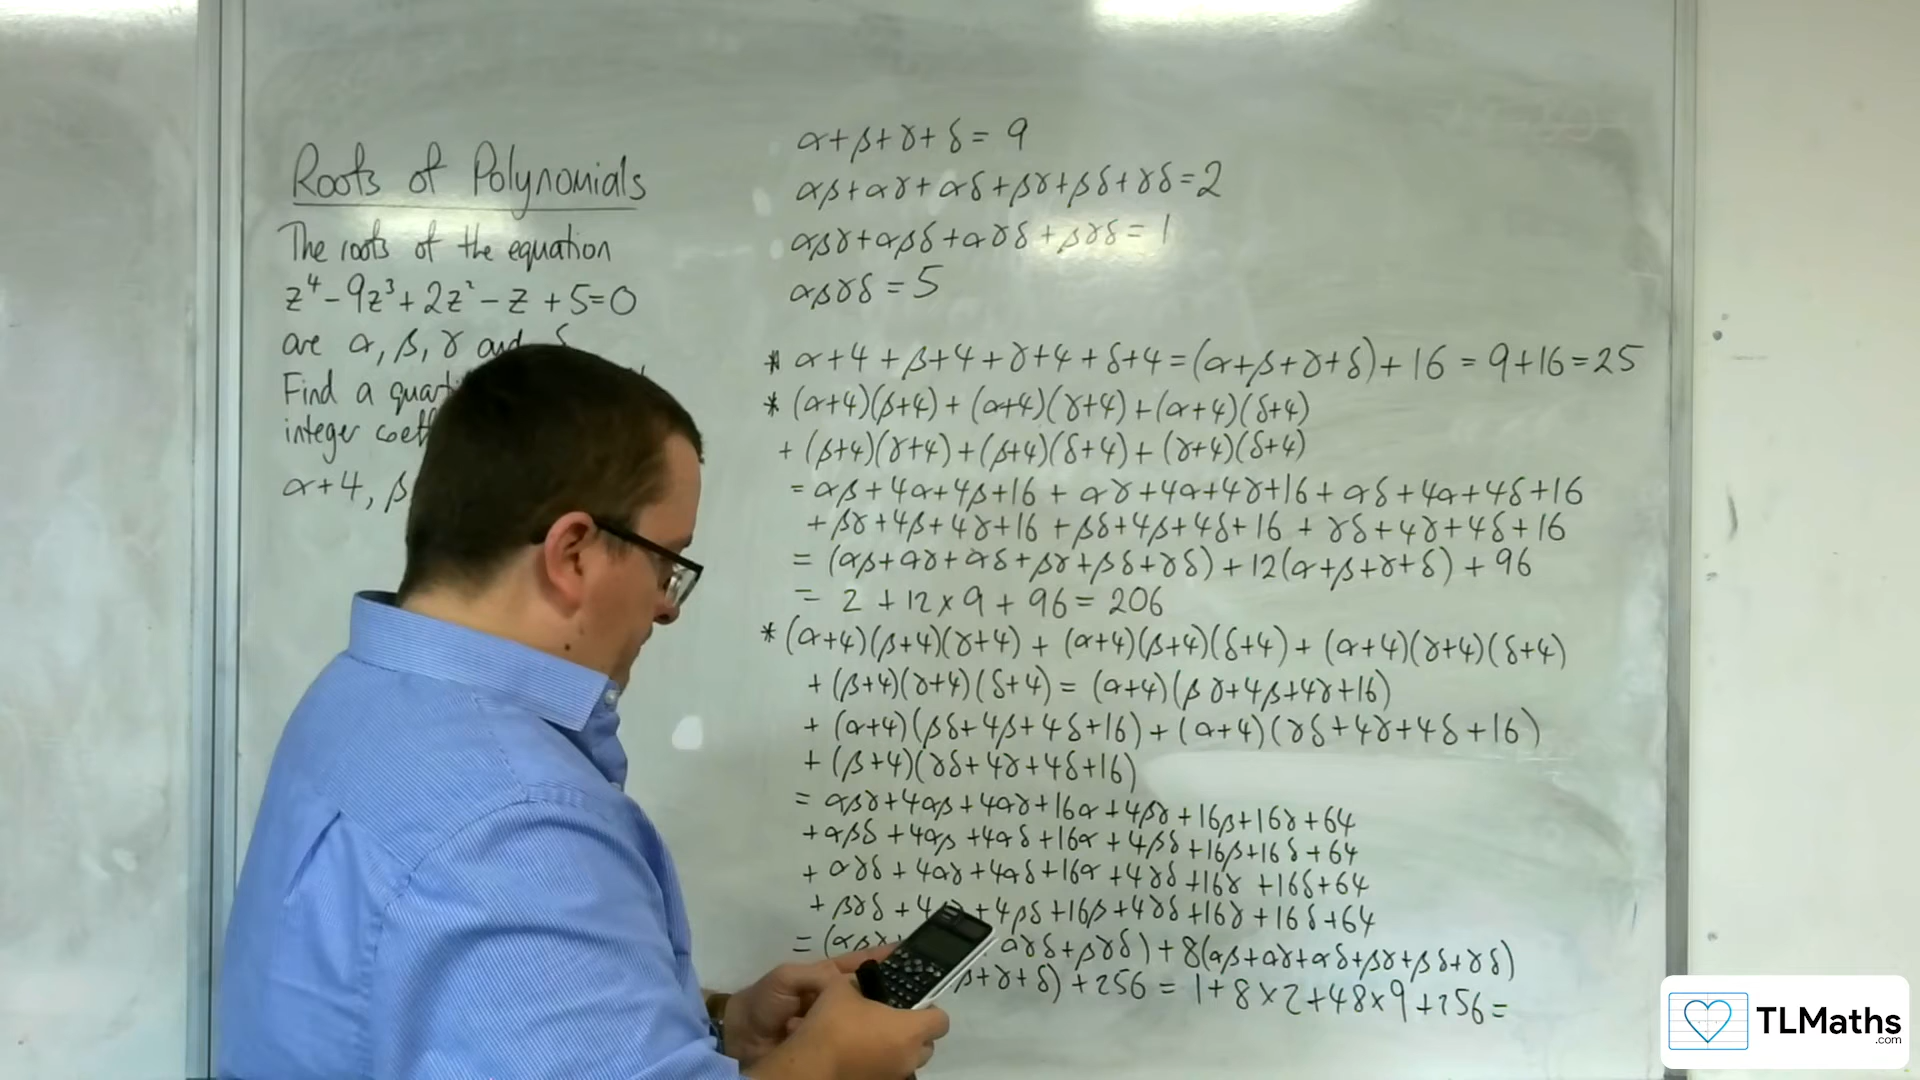 Roots of Polynomials
The roots of the equation
z⁴ - 9z³ + 2z² - z + 5 = 0
are α, β, γ and
Find a
integer
α+4, β
α+β+γ+δ = 9
αβ+αγ+αδ+βγ+βδ+γδ = 2
αβγ+αβδ+αγδ+βγδ = 1
αβγδ = 5
* α+4 + β+4 + γ+4 + δ+4 = (α+β+γ+δ) + 16 = 9+16 = 25
* (α+4)(β+4) + (α+4)(γ+4) + (α+4)(δ+4)
+ (β+4)(γ+4) + (β+4)(δ+4) + (γ+4)(δ+4)
= αβ+4α+4β+16 + αγ+4α+4γ+16 + αδ+4α+4δ+16
+ βγ+4β+4γ+16 + βδ+4β+4δ+16 + γδ+4γ+4δ+16
= (αβ+αγ+αδ+βγ+βδ+γδ) + 12(α+β+γ+δ) + 96
= 2 + 12×9 + 96 = 206
* (α+4)(β+4)(γ+4) + (α+4)(β+4)(δ+4) + (α+4)(γ+4)(δ+4)
+ (β+4)(γ+4)(δ+4) = (α+4)(βγ+4β+4γ+16)
+ (α+4)(βδ+4β+4δ+16) + (α+4)(γδ+4γ+4δ+16)
+ (β+4)(γδ+4γ+4δ+16)
= αβγ+4αβ+4αγ+16α+4βγ+16β+16γ+64
+ αβδ+4αβ+4αδ+16α+4βδ+16β+16δ+64
+ αγδ+4αγ+4αδ+16α+4γδ+16γ+16δ+64
+ βγδ+4 +4βδ+16β+4γδ+16γ+16δ+64
= (αβγ αγδ+βγδ) + 8(αβ+αγ+αδ+βγ+βδ+γδ)
β+γ+δ) + 256 = 1+8×2+48×9+256 =
TLMaths
.com